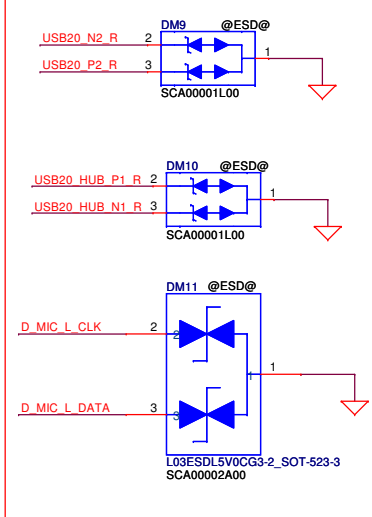 DM9 @ESD@
USB20_N2_R 2
1
USB20_P2_R 3
SCA00001L00
DM10 @ESD@
USB20_HUB_P1_R 2
1
USB20_HUB_N1_R 3
SCA00001L00
DM11 @ESD@
D_MIC_L_CLK 2 2
1 1
D_MIC_L_DATA 3 3
L03ESDL5V0CG3-2_SOT-523-3
SCA00002A00